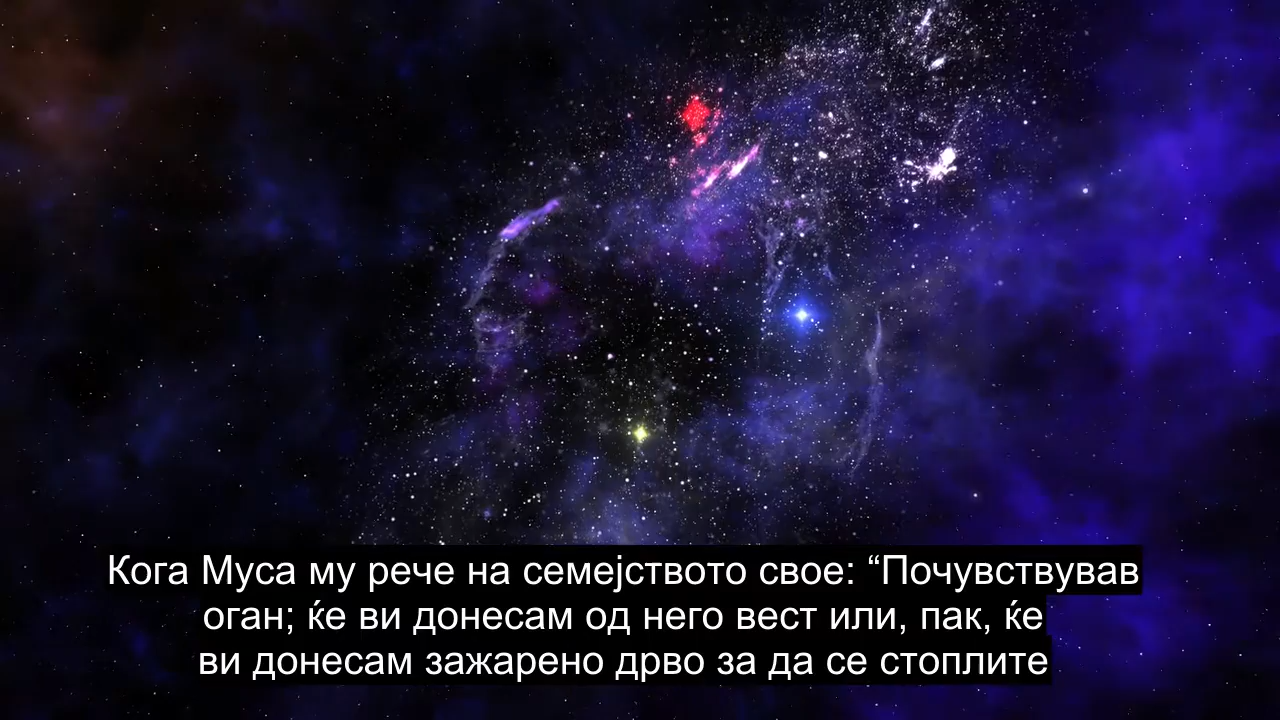 Кога Муса му рече на семејството свое: “Почувствував
оган; ќе ви донесам од него вест или, пак, ќе
ви донесам зажарено дрво за да се стоплите